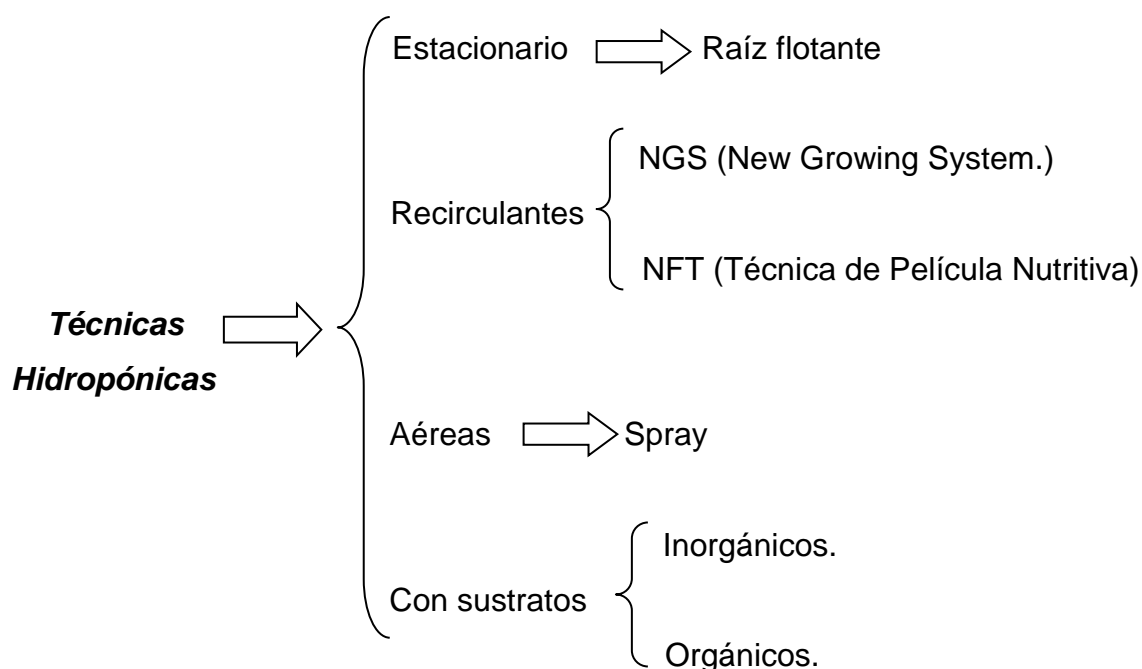 Estacionario
Raíz flotante
NGS (New Growing System.)
Recirculantes
NFT (Técnica de Película Nutritiva)
Técnicas
Hidropónicas
Aéreas
Spray
Inorgánicos.
Con sustratos
Orgánicos.